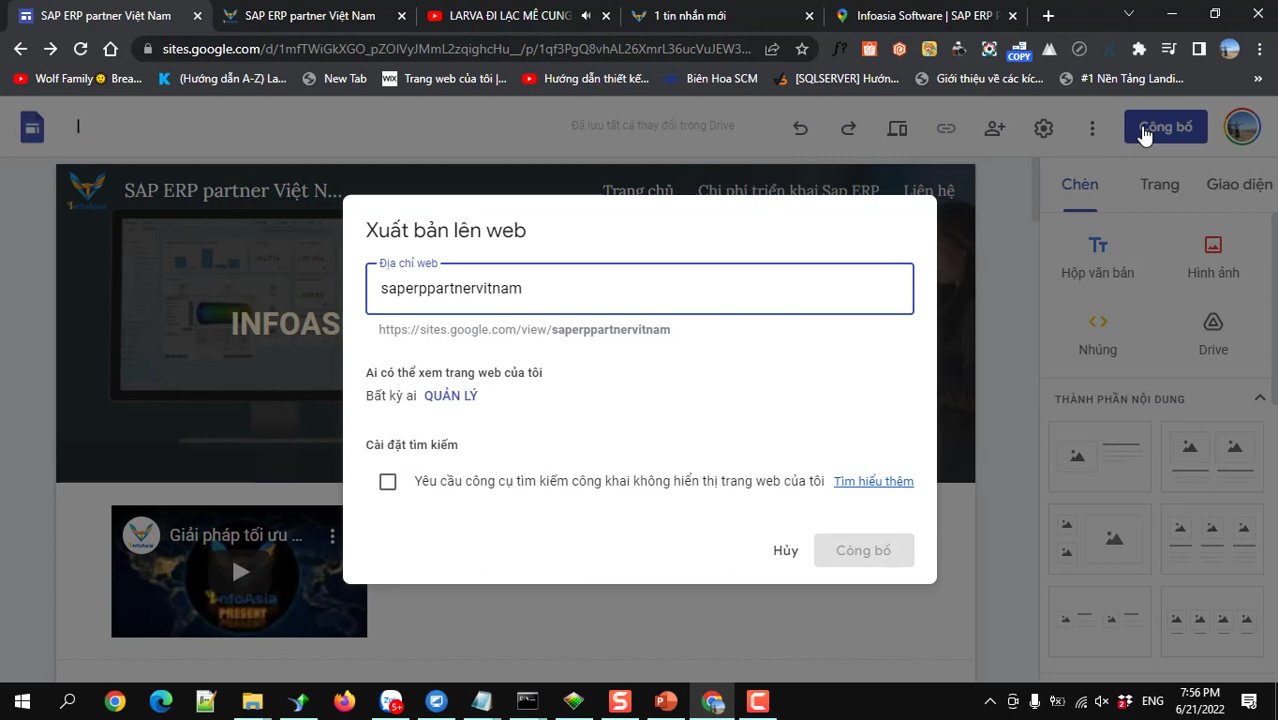 SAP ERP partner Việt Nam
SAP ERP partner Việt Nam
LARVA ĐI LẠC MÊ CUNG
1 tin nhắn mới
Infoasia Software | SAP ERP P
sites.google.com/d/1mfTWiGkXO_pZOlVyJMmL2zqighcHu__/p/1qf3PgQ8vhAL26XmrL36ucVuJEW3...
COPY
Wolf Family Brea...
(Hướng dẫn A-Z) La...
New Tab
WIX
Trang web của tôi |...
Hướng dẫn thiết kế...
Biên Hoa SCM
[SQLSERVER] Hướn...
Giới thiệu về các kíc...
#1 Nền Tảng Landi...
Đã lưu tất cả thay đổi trong Drive
Công bố
SAP ERP partner Việt N...
Trang chủ
Chi phí triển khai Sap ERP
Liên hệ
INFOAS
Chèn
Trang
Giao diện
Hộp văn bản
Hình ảnh
Nhúng
Drive
THÀNH PHẦN NỘI DUNG
Xuất bản lên web
Địa chỉ web
saperppartnervitnam
https://sites.google.com/view/saperppartnervitnam
Ai có thể xem trang web của tôi
Bất kỳ ai QUẢN LÝ
Cài đặt tìm kiếm
Yêu cầu công cụ tìm kiếm công khai không hiển thị trang web của tôi Tìm hiểu thêm
Hủy
Công bố
Giải pháp tối ưu ...
InfoAsia
PRESENT
5+
2
ENG
7:56 PM
6/21/2022